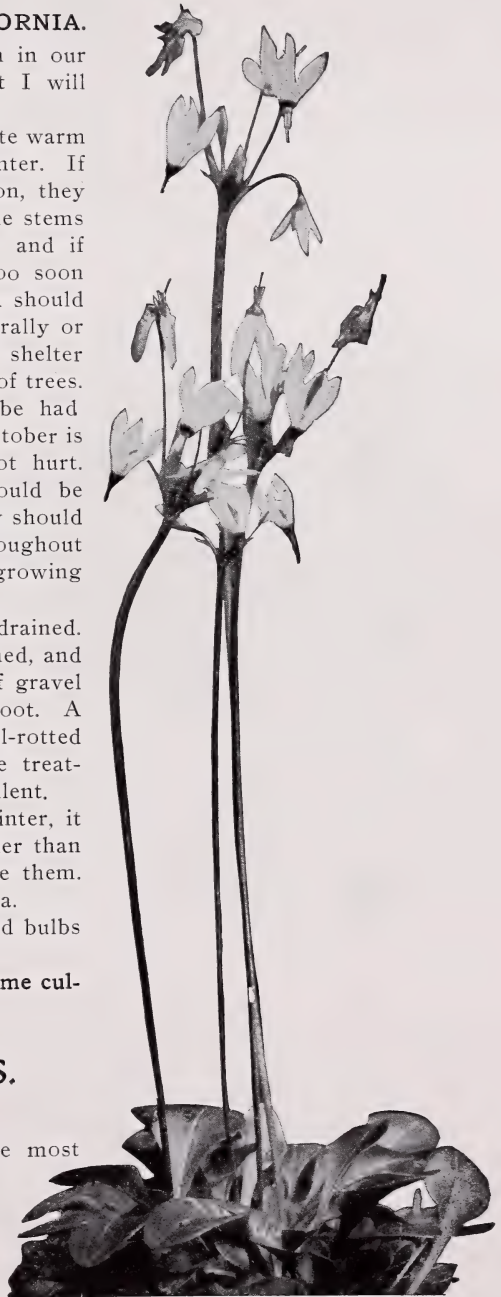 ORNIA.
in our
t I will
te warm
nter. If
on, they
e stems
and if
oo soon
should
rally or
shelter
of trees.
be had
tober is
ot hurt.
ould be
should
oughout
growing
drained.
ned, and
f gravel
oot. A
l-rotted
e treat-
lent.
inter, it
er than
e them.
a.
d bulbs
me cul-
S.
e most